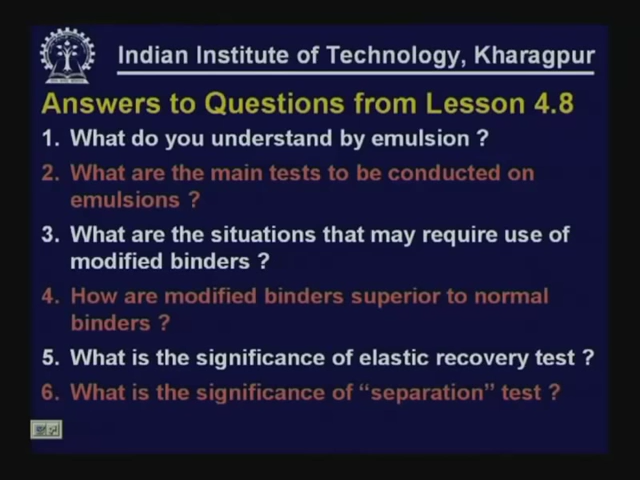 Indian Institute of Technology, Kharagpur
Answers to Questions from Lesson 4.8
1. What do you understand by emulsion ?
2. What are the main tests to be conducted on
emulsions ?
3. What are the situations that may require use of
modified binders ?
4. How are modified binders superior to normal
binders ?
5. What is the significance of elastic recovery test ?
6. What is the significance of “separation” test ?